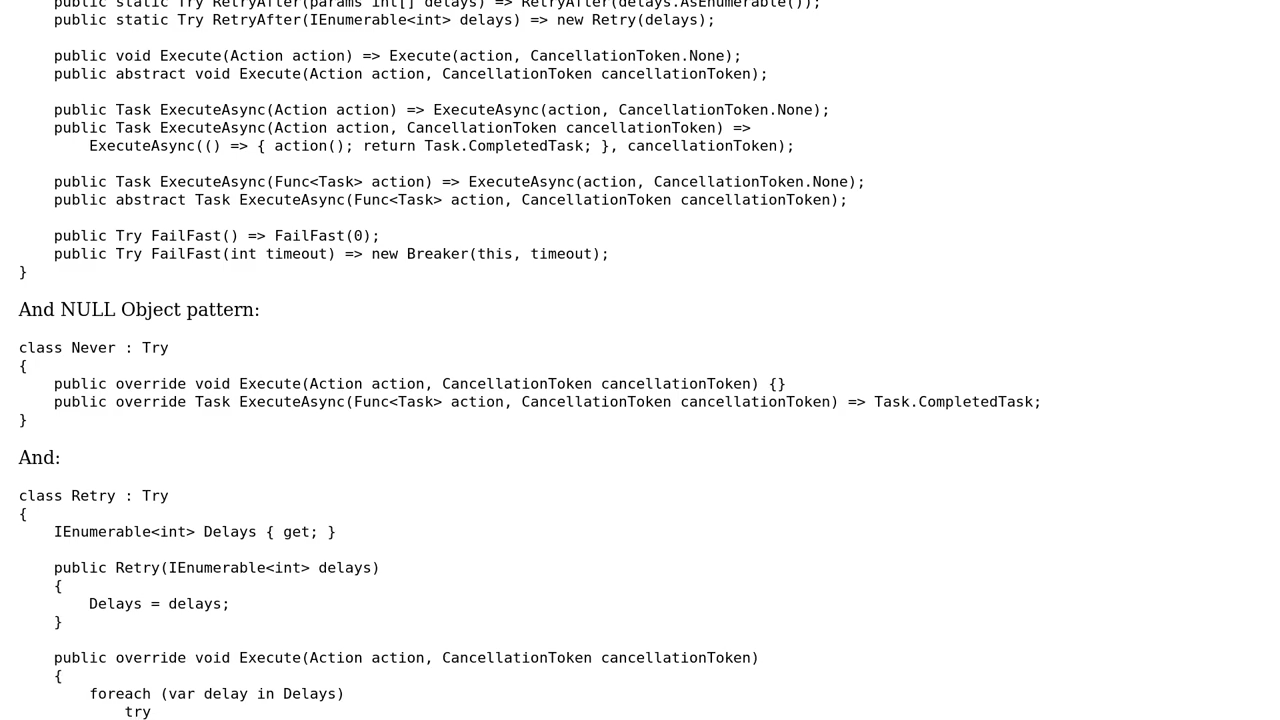 public static Try RetryAfter(params int[] delays) => RetryAfter(delays.AsEnumerable());
public static Try RetryAfter(IEnumerable<int> delays) => new Retry(delays);
public void Execute(Action action) => Execute(action, CancellationToken.None);
public abstract void Execute(Action action, CancellationToken cancellationToken);
public Task ExecuteAsync(Action action) => ExecuteAsync(action, CancellationToken.None);
public Task ExecuteAsync(Action action, CancellationToken cancellationToken) =>
ExecuteAsync(() => { action(); return Task.CompletedTask; }, cancellationToken);
public Task ExecuteAsync(Func<Task> action) => ExecuteAsync(action, CancellationToken.None);
public abstract Task ExecuteAsync(Func<Task> action, CancellationToken cancellationToken);
public Try FailFast() => FailFast(0);
public Try FailFast(int timeout) => new Breaker(this, timeout);
}
And NULL Object pattern:
class Never : Try
{
public override void Execute(Action action, CancellationToken cancellationToken) {}
public override Task ExecuteAsync(Func<Task> action, CancellationToken cancellationToken) => Task.CompletedTask;
}
And:
class Retry : Try
{
IEnumerable<int> Delays { get; }
public Retry(IEnumerable<int> delays)
{
Delays = delays;
}
public override void Execute(Action action, CancellationToken cancellationToken)
{
foreach (var delay in Delays)
try